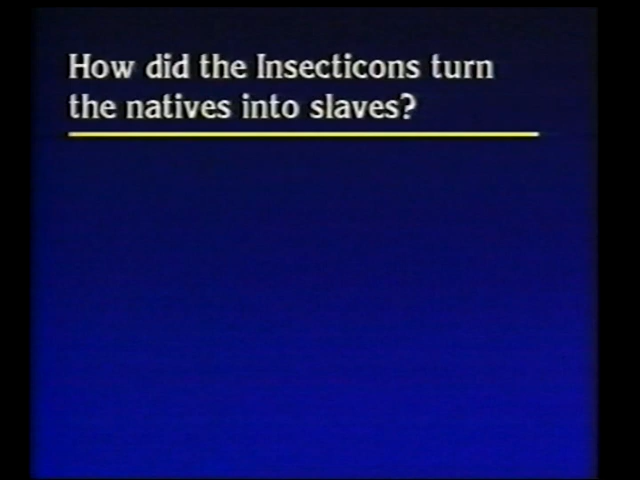 How did the Insecticons turn
the natives into slaves?